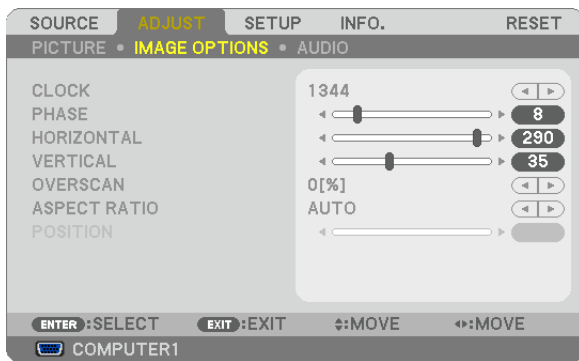 SOURCE ADJUST SETUP INFO. RESET
PICTURE • IMAGE OPTIONS • AUDIO
CLOCK 1344
PHASE 8
HORIZONTAL 290
VERTICAL 35
OVERSCAN 0[%]
ASPECT RATIO AUTO
POSITION
ENTER :SELECT EXIT :EXIT :MOVE :MOVE
COMPUTER1